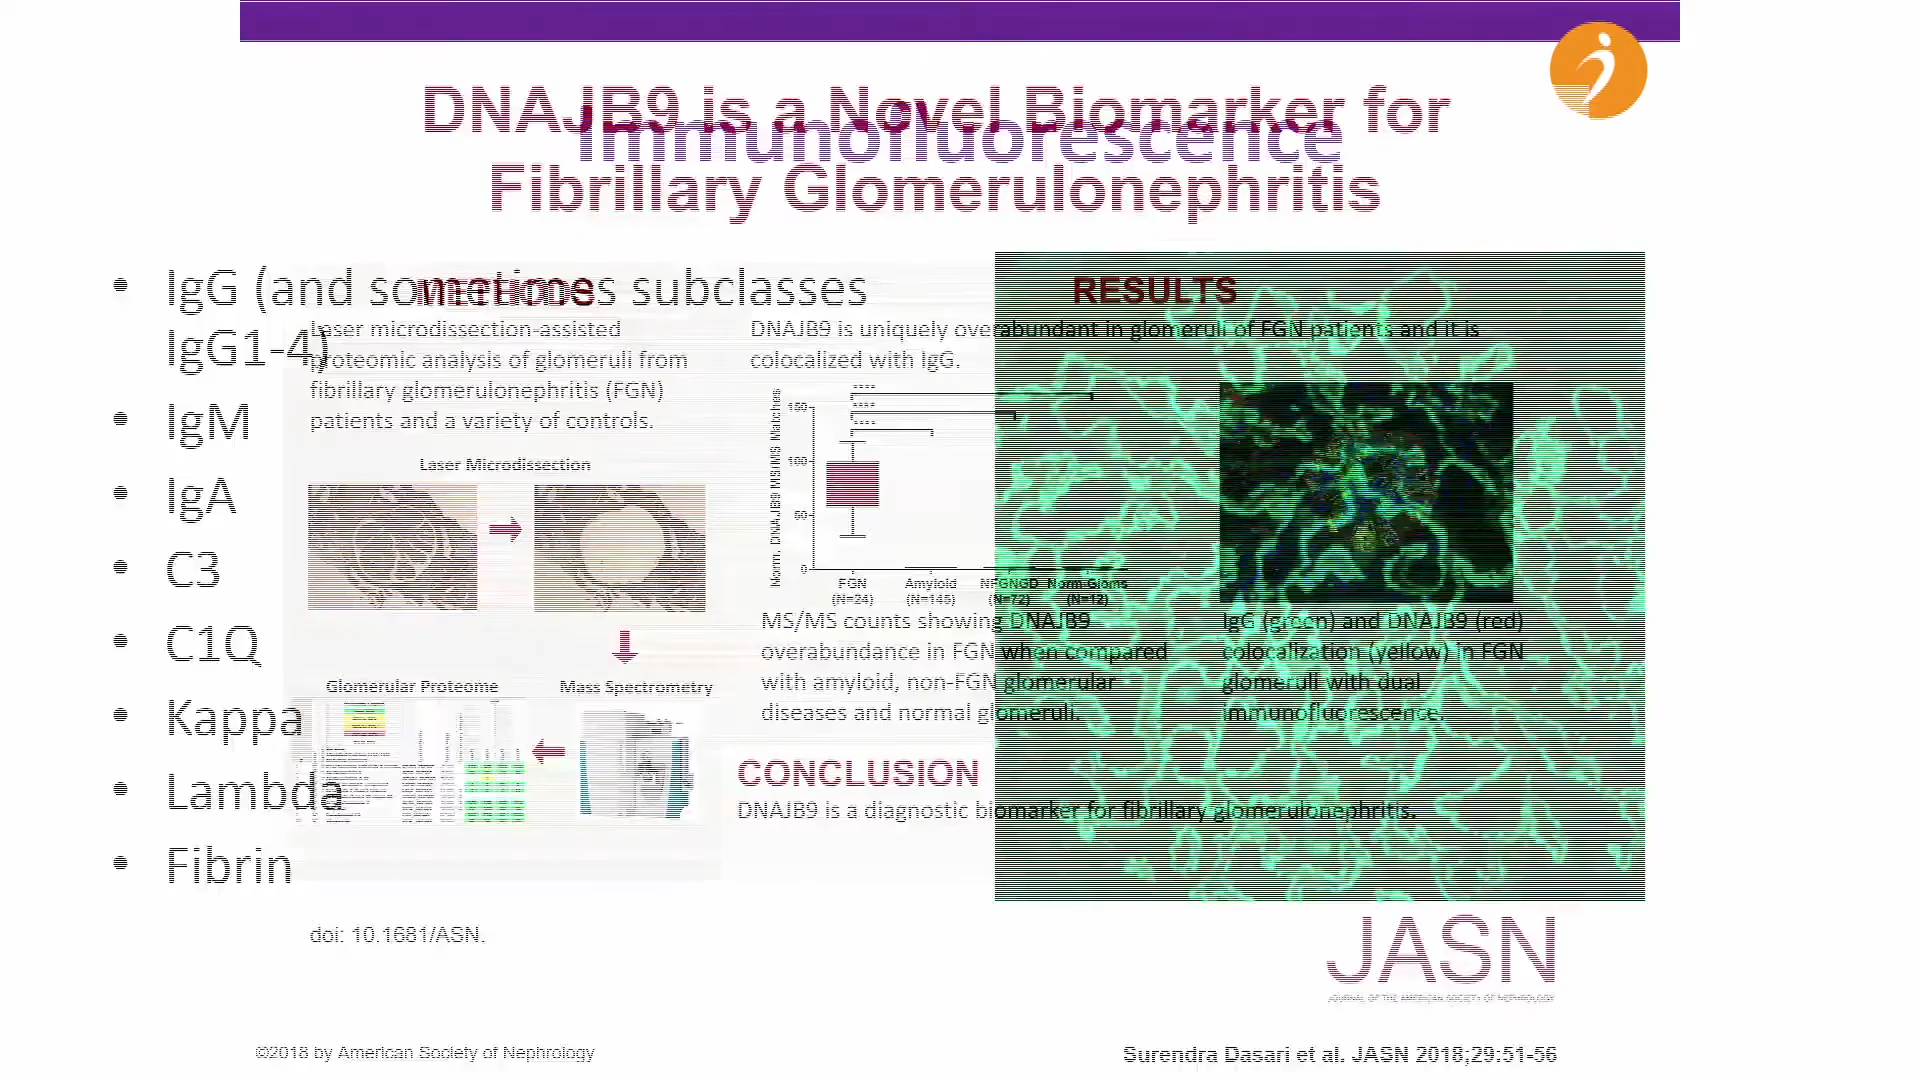 DNAJB9 is a Novel Biomarker for
Fibrillary Glomerulonephritis
Immunofluorescence
• IgG (and sometimes subclasses
IgG1-4)
• IgM
• IgA
• C3
• C1Q
• Kappa
• Lambda
• Fibrin
METHODS
Laser microdissection-assisted
proteomic analysis of glomeruli from
fibrillary glomerulonephritis (FGN)
patients and a variety of controls.
Laser Microdissection
Glomerular Proteome
Mass Spectrometry
RESULTS
DNAJB9 is uniquely overabundant in glomeruli of FGN patients and it is
colocalized with IgG.
Norm. DNAJB9 MS/MS Matches
150
100
50
0
****
****
****
FGN Amyloid NFGNGD Norm Gloms
(N=24) (N=145) (N=72) (N=12)
MS/MS counts showing DNAJB9
overabundance in FGN when compared
with amyloid, non-FGN glomerular
diseases and normal glomeruli.
IgG (green) and DNAJB9 (red)
colocalization (yellow) in FGN
glomeruli with dual
immunofluorescence.
CONCLUSION
DNAJB9 is a diagnostic biomarker for fibrillary glomerulonephritis.
doi: 10.1681/ASN.
JASN
JOURNAL OF THE AMERICAN SOCIETY OF NEPHROLOGY
©2018 by American Society of Nephrology
Surendra Dasari et al. JASN 2018;29:51-56